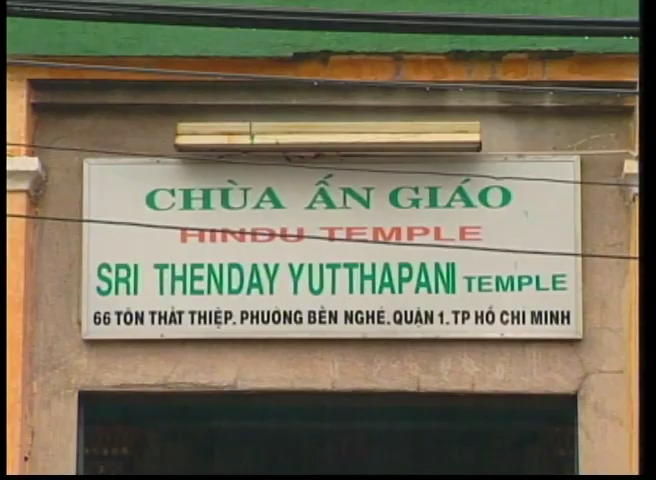 CHÙA ẤN GIÁO
HINDU TEMPLE
SRI THENDAY YUTTHAPANI TEMPLE
66 TÔN THẤT THIỆP. PHƯỜNG BẾN NGHÉ. QUẬN 1. TP HỒ CHÍ MINH